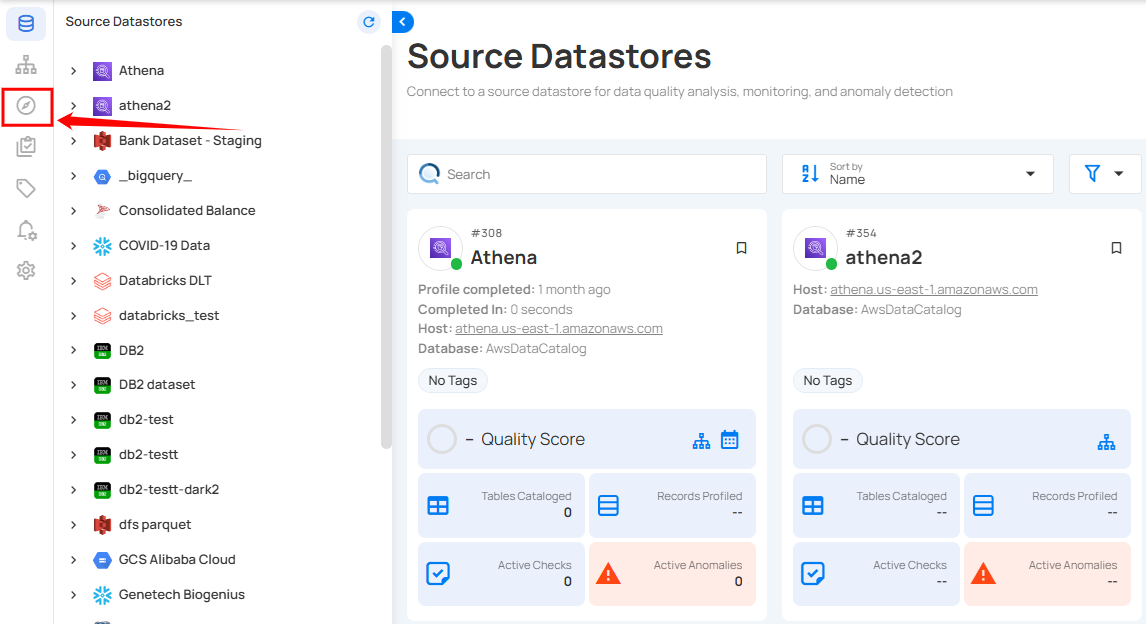 Source Datastores
Athena
athena2
Bank Dataset - Staging
_bigquery_
Consolidated Balance
COVID-19 Data
Databricks DLT
databricks_test
DB2
DB2 dataset
db2-test
db2-testt
db2-testt-dark2
dfs parquet
GCS Alibaba Cloud
Genetech Biogenius
Source Datastores
Connect to a source datastore for data quality analysis, monitoring, and anomaly detection
Search
Sort by
Name
#308
Athena
Profile completed: 1 month ago
Completed In: 0 seconds
Host: athena.us-east-1.amazonaws.com
Database: AwsDataCatalog
No Tags
– Quality Score
Tables Cataloged
0
Records Profiled
--
Active Checks
0
Active Anomalies
0
#354
athena2
Host: athena.us-east-1.amazonaws.com
Database: AwsDataCatalog
No Tags
– Quality Score
Tables Cataloged
--
Records Profiled
--
Active Checks
--
Active Anomalies
--